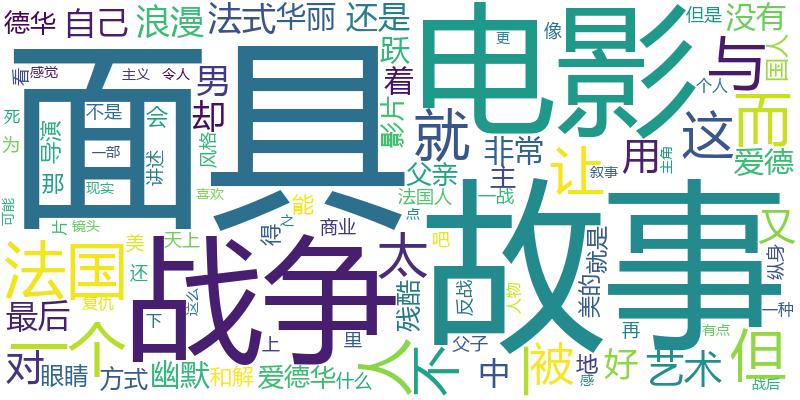 德华 自己 浪漫 法式 华丽 还是 但是 没有
看 感觉 主义 令人 男 跃 更 像 国人
面具 电影 与
死 不是 会 却 着 影片 个人
为 那 导演 一部 就 非常 这 而
现实 讲述 风格 父亲 主 让 用 爱德
可能 喜欢 能 法国人 点 一战 叙事 主角
片 镜头 得 之 商业 故事 又
法国 美 天上 战争 太 吧 美的 就是 纵身
还 复仇 这么 残酷 反战 人物 一种
最后 一个 下 上 里 父子 再 有点
对 眼睛 方式 幽默 和解 爱德华 什么 人 不 中 被 地 感 好 艺术 但 战后